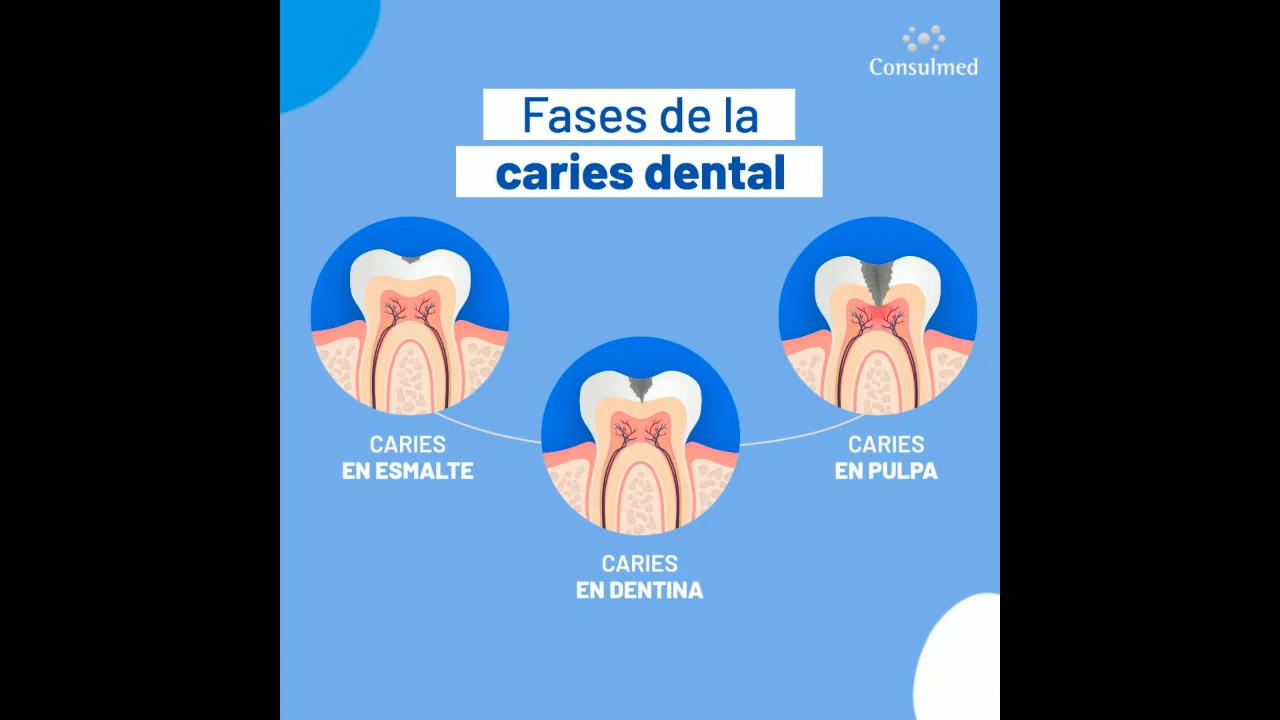 Consulmed
Fases de la
caries dental
CARIES
EN ESMALTE
CARIES
EN DENTINA
CARIES
EN PULPA